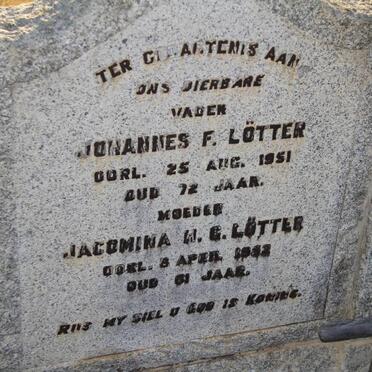 TER GEDAGTENIS AAN
ONS DIERBARE
VADER
JOHANNES F. LÖTTER
OORL. 25 AUG. 1951
OUD 72 JAAR.
MOEDER
JACOMINA W. G. LÖTTER
OORL. 8 APRIL 1952
OUD 61 JAAR.
RUS MY SIEL U GOD IS KONING.